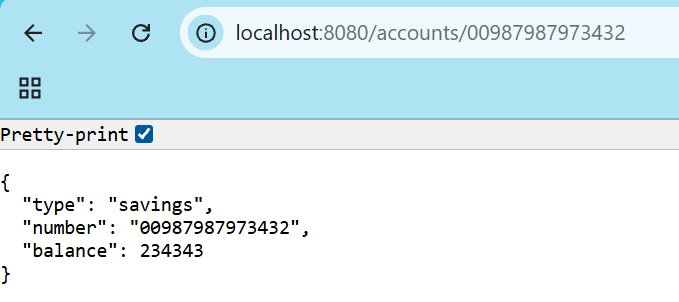 localhost:8080/accounts/00987987973432
Pretty-print
{
"type": "savings",
"number": "00987987973432",
"balance": 234343
}